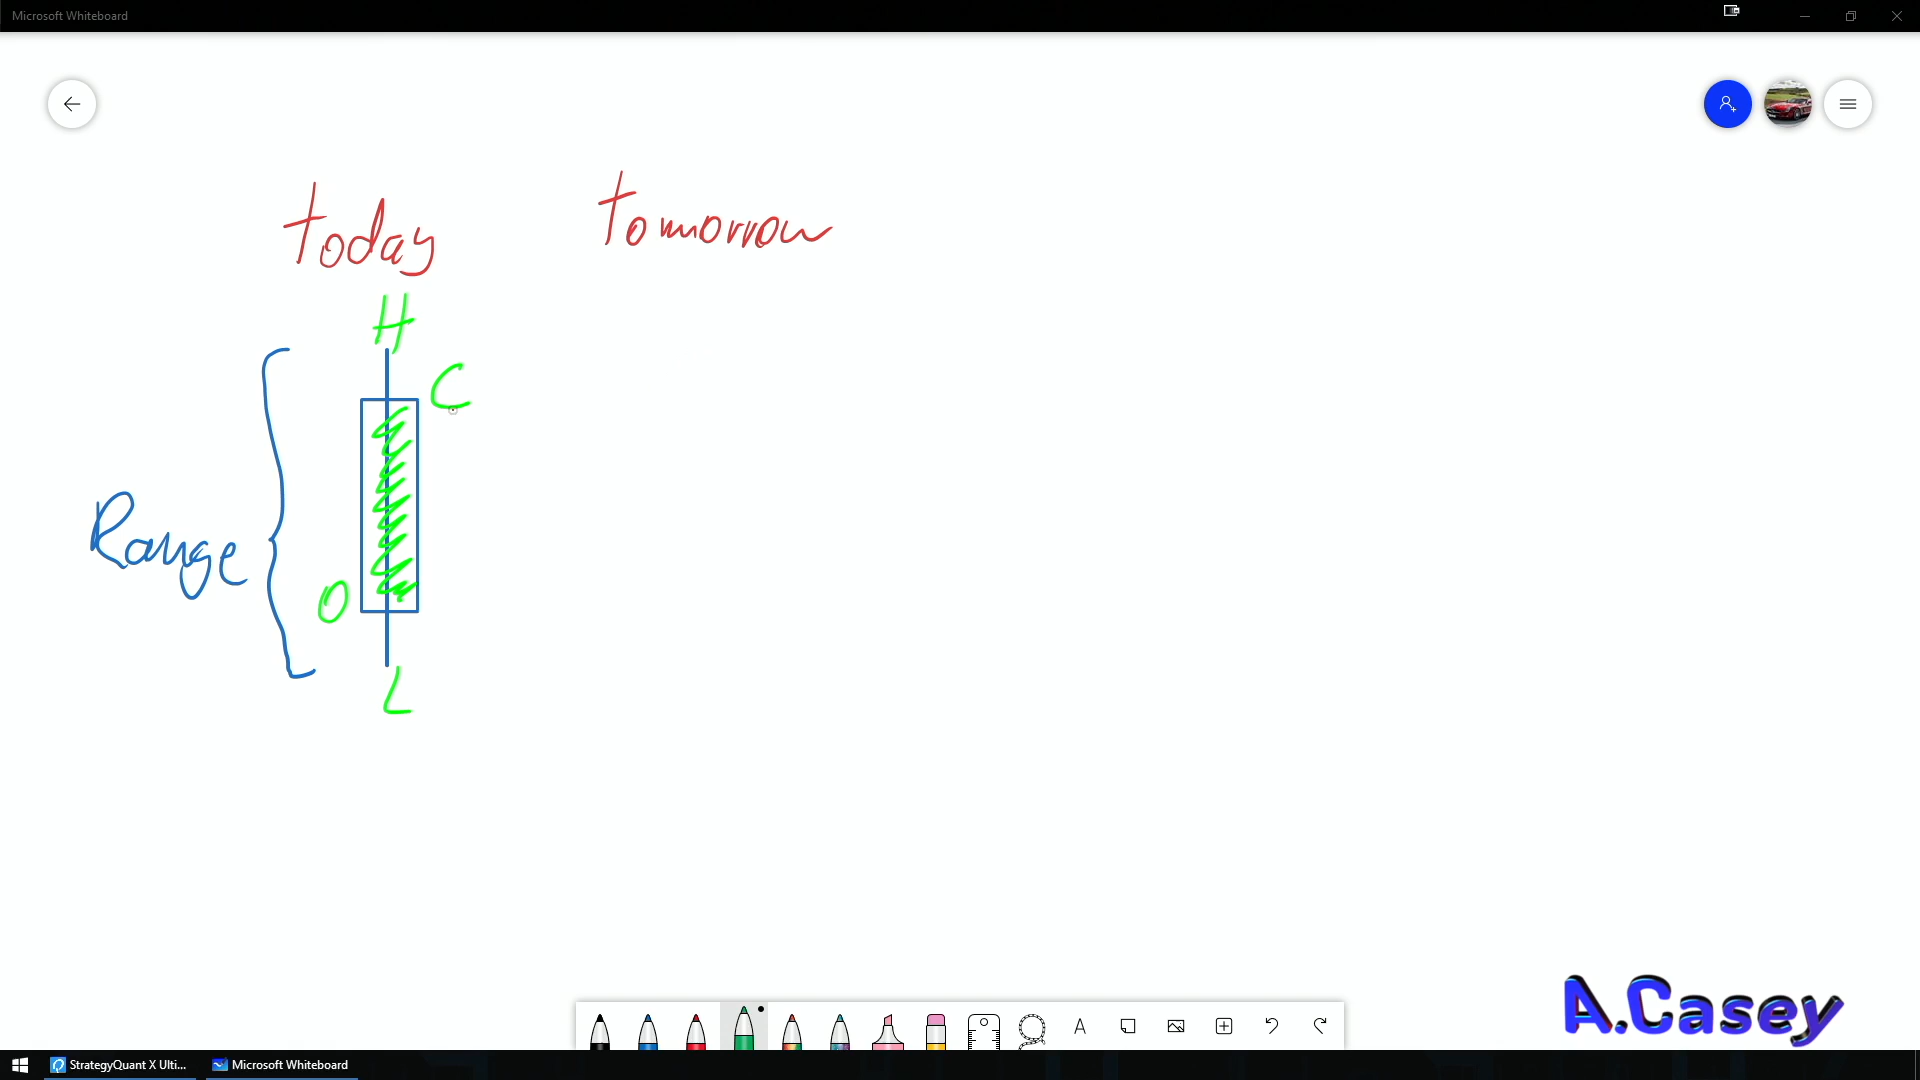 Microsoft Whiteboard
today
tomorrow
H
C
Range
O
L
A
A.Casey
StrategyQuant X Ulti...
Microsoft Whiteboard